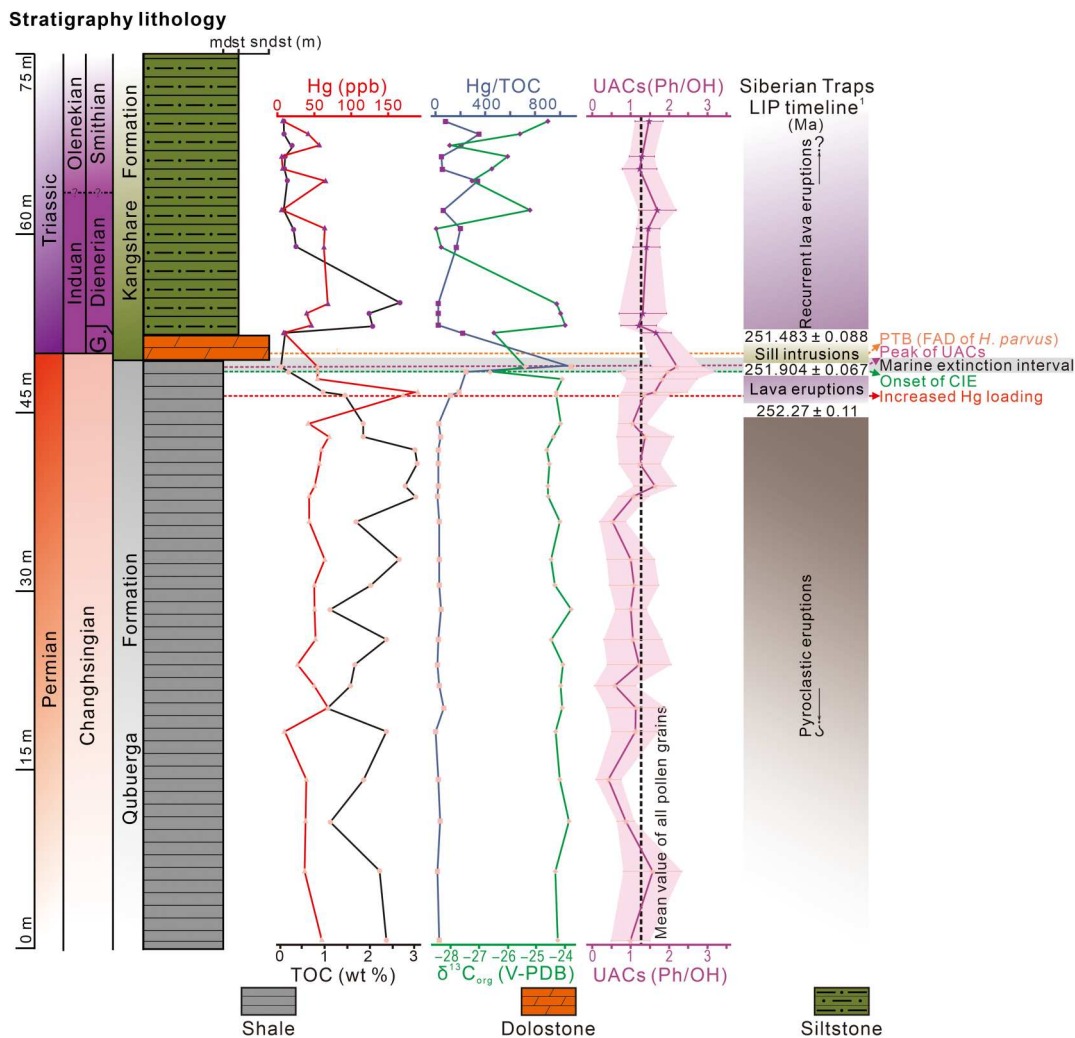 Stratigraphy lithology
mdst sndst (m)
75 m
60 m
45 m
30 m
15 m
0 m
Triassic
Permian
Olenekian
Induan
Changhsingian
Smithian
?
?
Dienerian
G.J
Kangshare Formation
Qubuerga Formation
Hg (ppb)
0 50 100 150
TOC (wt %)
0 1 2 3
Hg/TOC
0 400 800
δ¹³Corg (V-PDB)
−28 −27 −26 −25 −24
UACs(Ph/OH)
0 1 2 3
UACs (Ph/OH)
0 1 2 3
Mean value of all pollen grains
Siberian Traps
LIP timeline¹
(Ma)
Recurrent lava eruptions
?
251.483 ± 0.088
Sill intrusions
251.904 ± 0.067
Lava eruptions
252.27 ± 0.11
Pyroclastic eruptions
?
PTB (FAD of H. parvus)
Peak of UACs
Marine extinction interval
Onset of CIE
Increased Hg loading
Shale
Dolostone
Siltstone